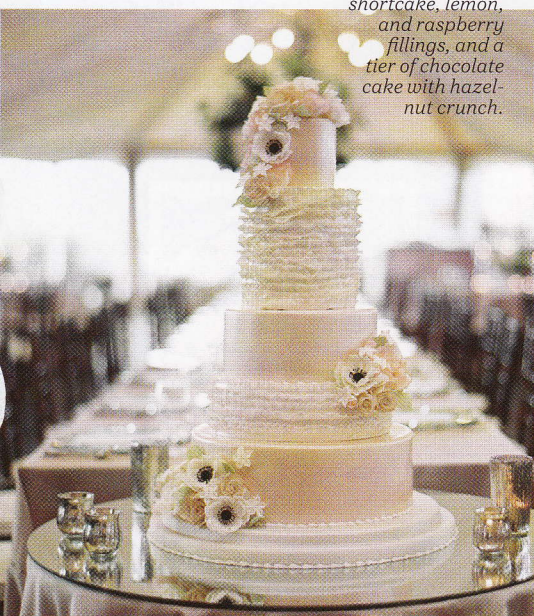 shortcake, lemon,
and raspberry
fillings, and a
tier of chocolate
cake with hazel-
nut crunch.